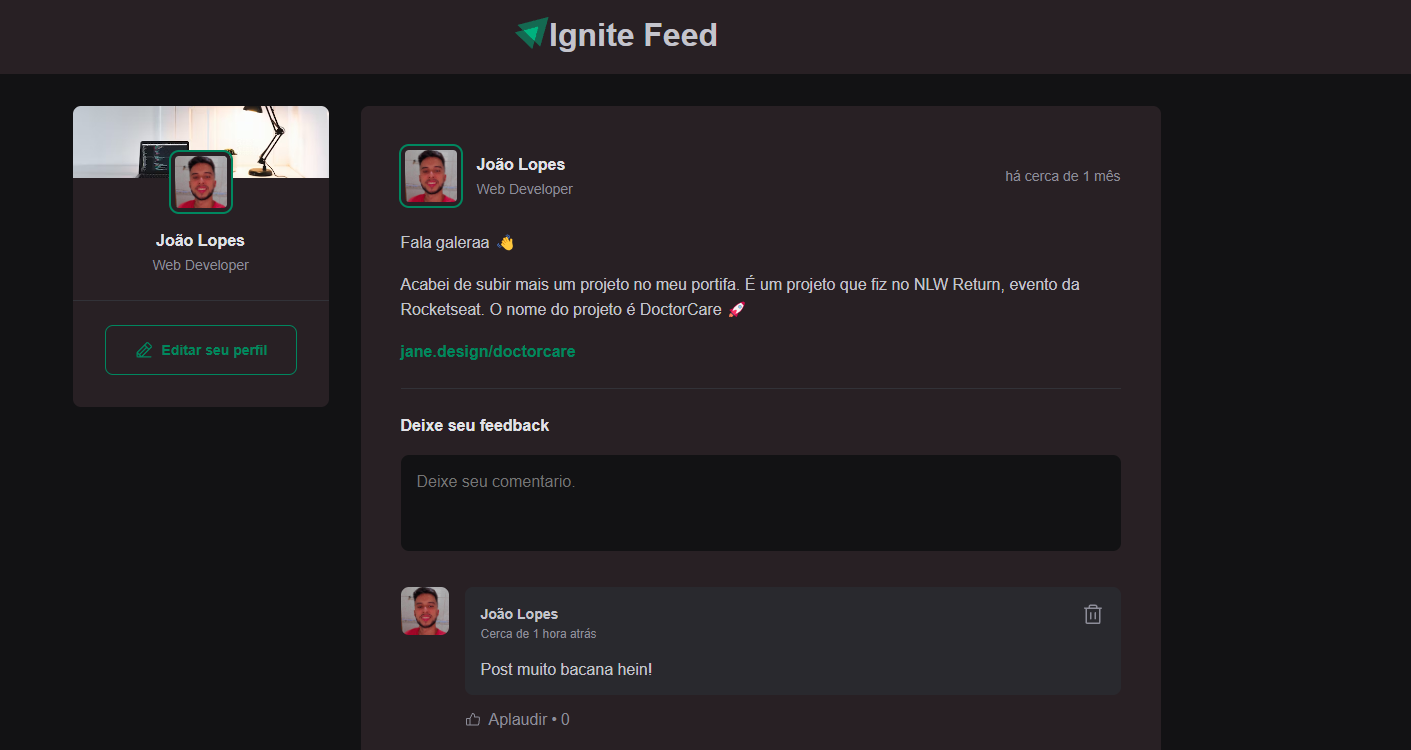 Ignite Feed
João Lopes
Web Developer
Editar seu perfil
João Lopes
Web Developer
há cerca de 1 mês
Fala galeraa 👋
Acabei de subir mais um projeto no meu portifa. É um projeto que fiz no NLW Return, evento da
Rocketseat. O nome do projeto é DoctorCare 🚀
jane.design/doctorcare
Deixe seu feedback
Deixe seu comentario.
João Lopes
Cerca de 1 hora atrás
Post muito bacana hein!
Aplaudir • 0